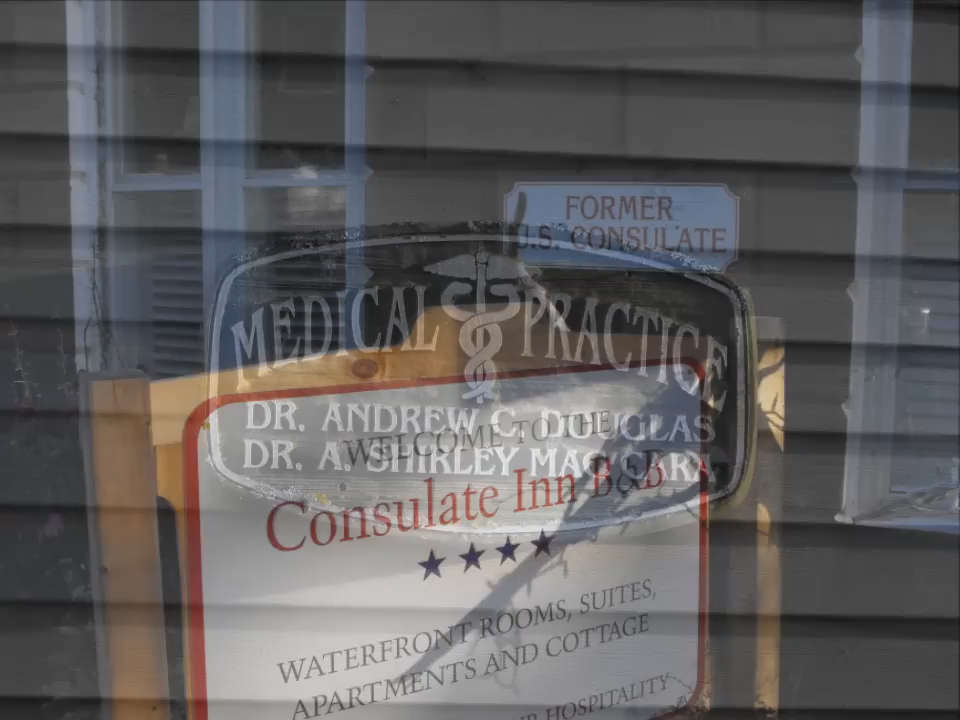 FORMER
U.S. CONSULATE
MEDICAL PRACTICE
DR. ANDREW C. DOUGLAS
DR. A. SHIRLEY
WELCOME TO THE
Consulate Inn B&B
WATERFRONT ROOMS, SUITES,
APARTMENTS AND COTTAGE
HOSPITALITY